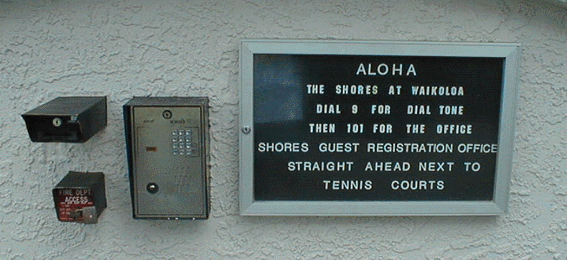 ALOHA
THE SHORES AT WAIKOLOA
DIAL 9 FOR DIAL TONE
THEN 101 FOR THE OFFICE
SHORES GUEST REGISTRATION OFFICE
STRAIGHT AHEAD NEXT TO
TENNIS COURTS
FIRE DEPT.
ACCESS